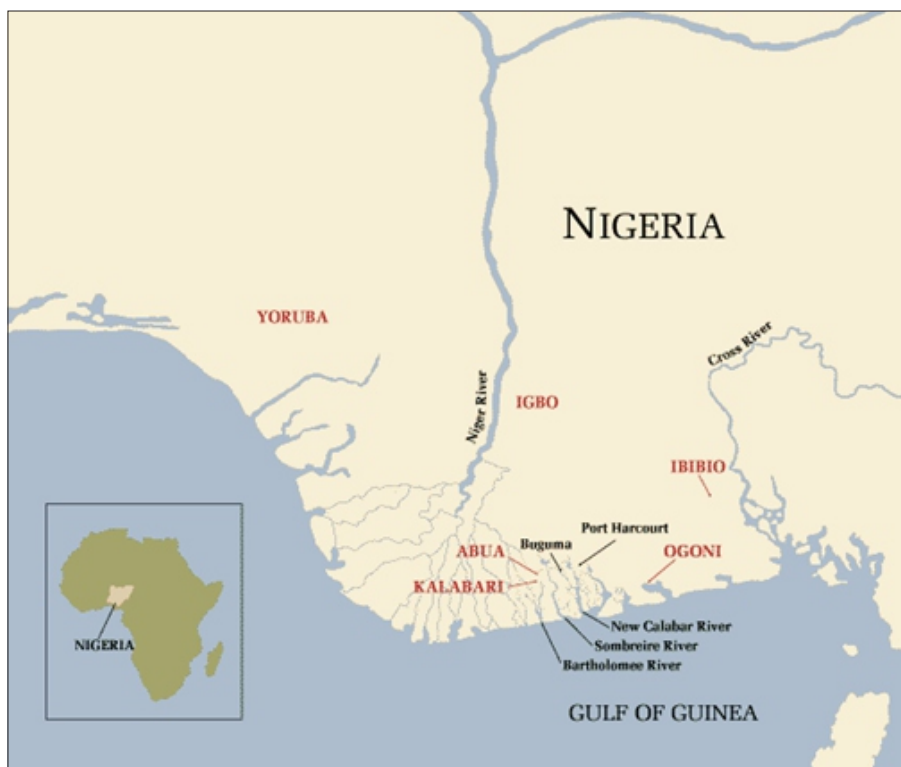 NIGERIA
YORUBA
Cross River
Niger River
IGBO
IBIBIO
Port Harcourt
Buguma
ABUA
OGONI
KALABARI
New Calabar River
Sombreire River
NIGERIA
Bartholomee River
GULF OF GUINEA